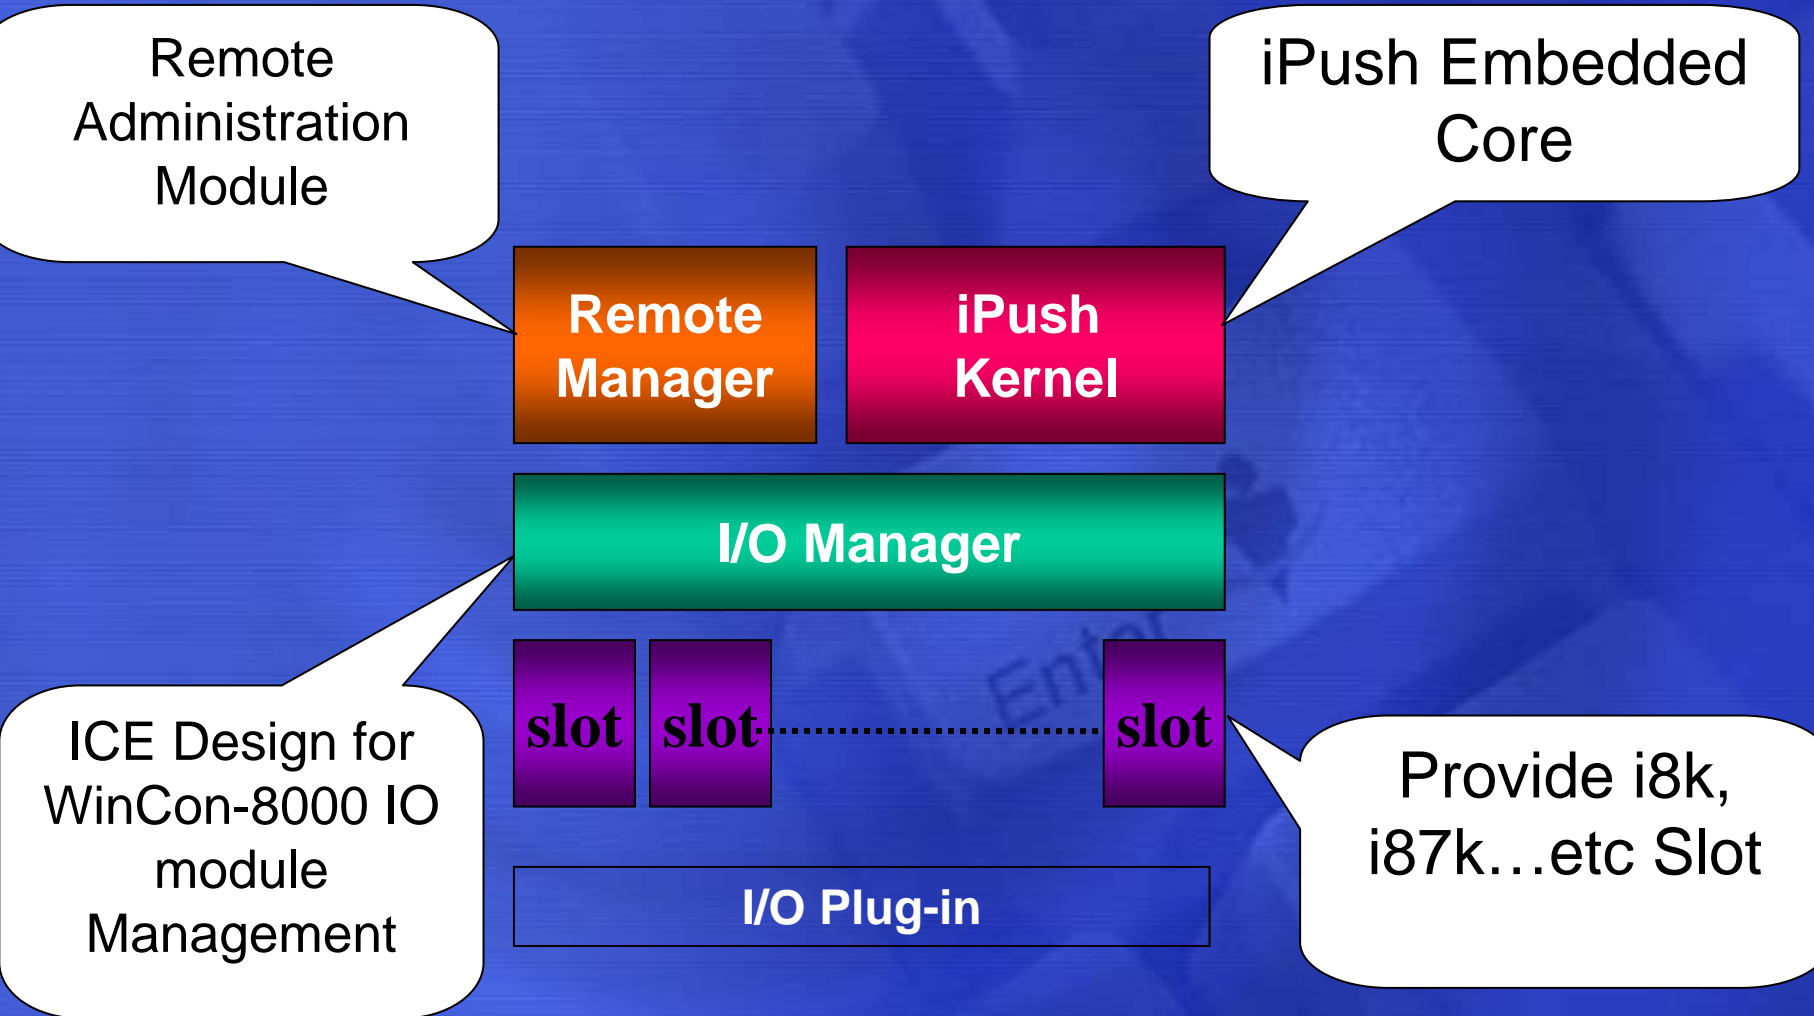 Remote
Administration
Module
iPush Embedded
Core
Remote
Manager
iPush
Kernel
I/O Manager
slot slot slot
Enter
ICE Design for
WinCon-8000 IO
module
Management
Provide i8k,
i87k…etc Slot
I/O Plug-in